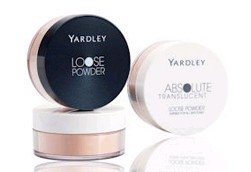 YARDLEY
LOOSE
POWDER
YARDLEY
ABSOLUTE
TRANSLUCENT
LOOSE POWDER